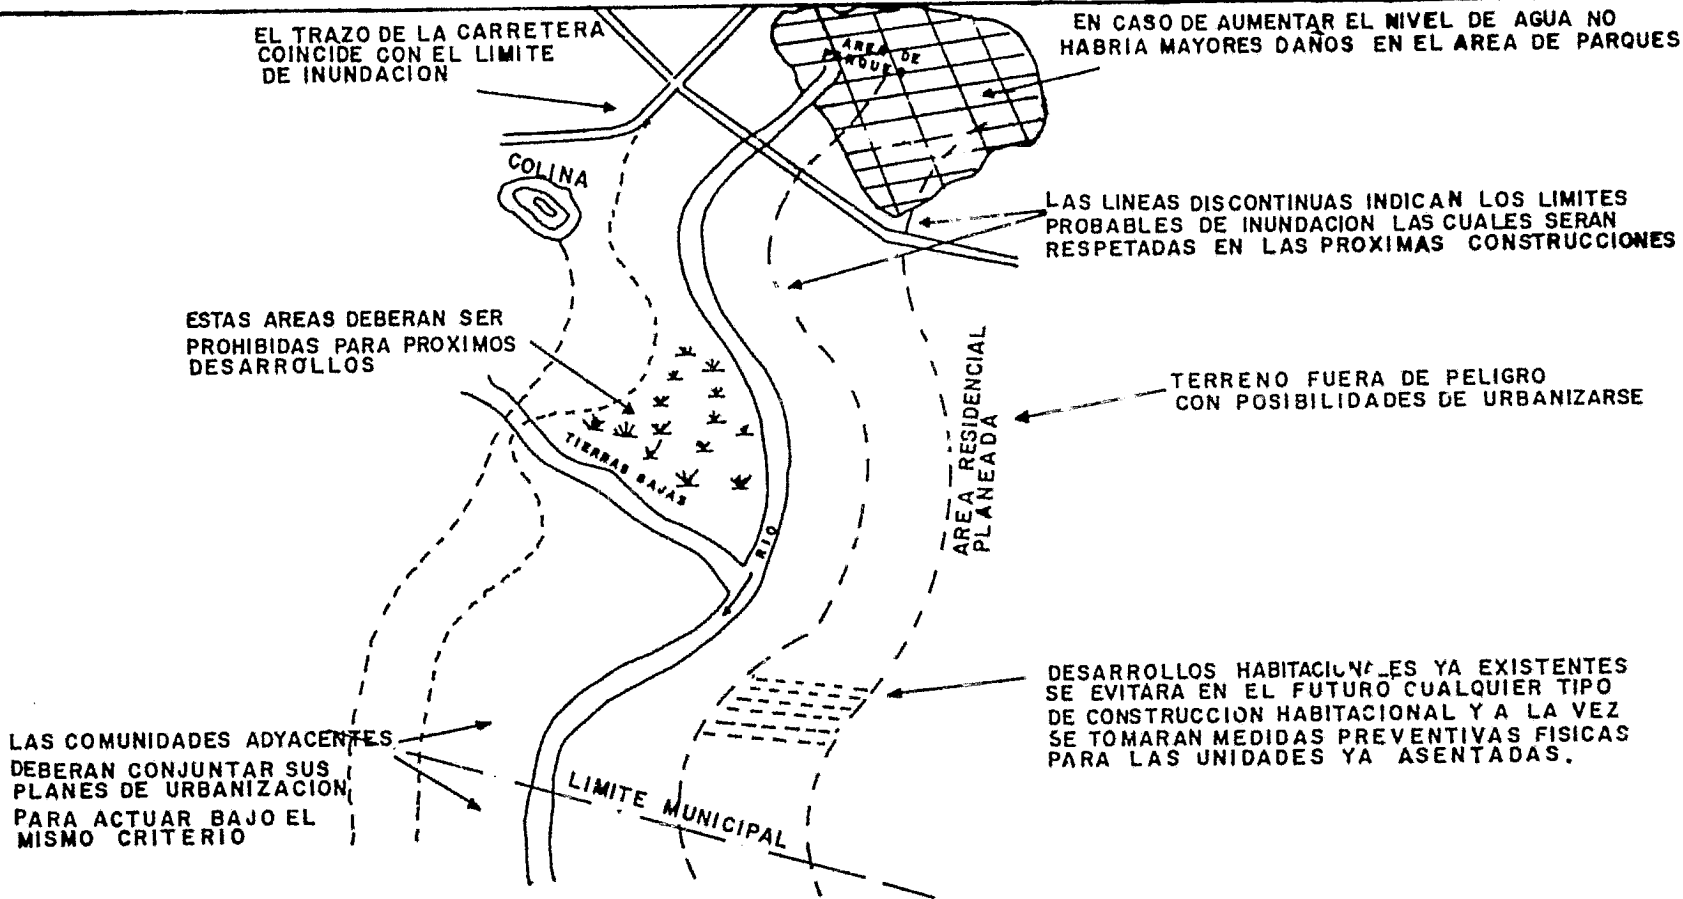 EL TRAZO DE LA CARRETERA
COINCIDE CON EL LIMITE
DE INUNDACION
AREA DE
PARQUES
EN CASO DE AUMENTAR EL NIVEL DE AGUA NO
HABRIA MAYORES DAÑOS EN EL AREA DE PARQUES
COLINA
LAS LINEAS DISCONTINUAS INDICAN LOS LIMITES
PROBABLES DE INUNDACION LAS CUALES SERAN
RESPETADAS EN LAS PROXIMAS CONSTRUCCIONES
ESTAS AREAS DEBERAN SER
PROHIBIDAS PARA PROXIMOS
DESARROLLOS
TIERRAS BAJAS
RIO
AREA RESIDENCIAL
PLANEADA
TERRENO FUERA DE PELIGRO
CON POSIBILIDADES DE URBANIZARSE
DESARROLLOS HABITACIONALES YA EXISTENTES
SE EVITARA EN EL FUTURO CUALQUIER TIPO
DE CONSTRUCCION HABITACIONAL Y A LA VEZ
SE TOMARAN MEDIDAS PREVENTIVAS FISICAS
PARA LAS UNIDADES YA ASENTADAS.
LAS COMUNIDADES ADYACENTES
DEBERAN CONJUNTAR SUS
PLANES DE URBANIZACION
PARA ACTUAR BAJO EL
MISMO CRITERIO
LIMITE MUNICIPAL